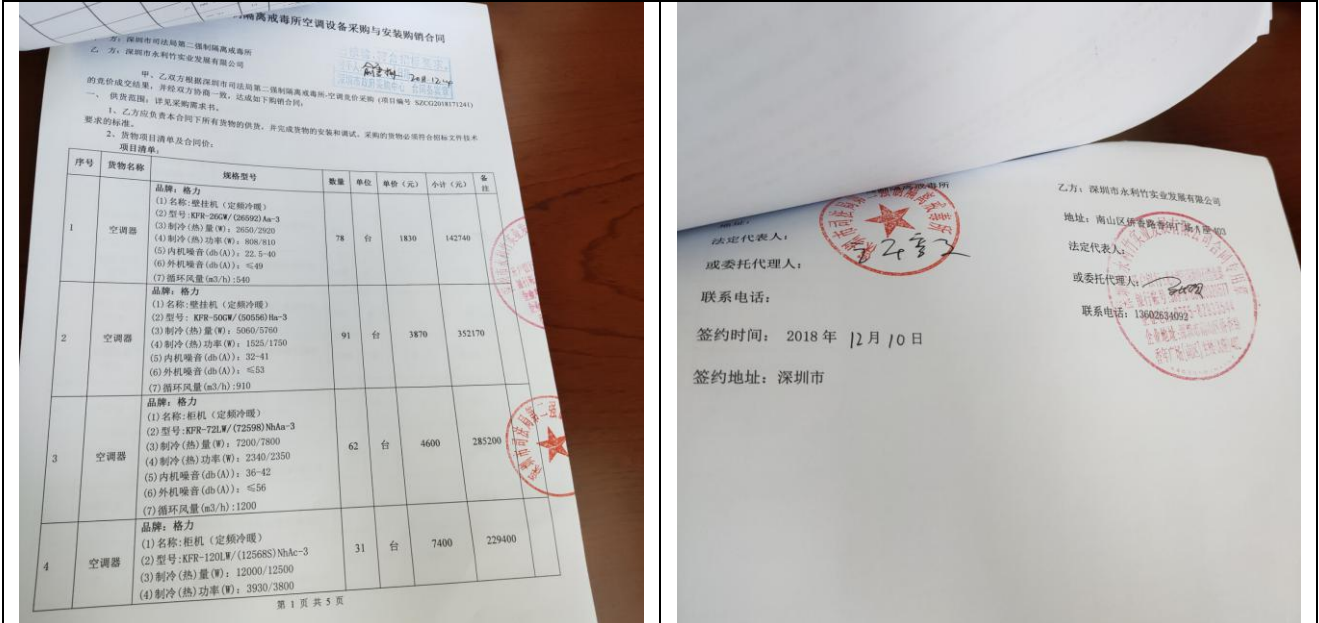 隔离戒毒所空调设备采购与安装购销合同
方：深圳市司法局第二强制隔离戒毒所
乙 方：深圳市永利竹实业发展有限公司
甲、乙双方根据深圳市司法局第二强制隔离戒毒所-空调竞价采购（项目编号 SZCG2018171241）
的竞价成交结果，并经双方协商一致，达成如下购销合同：
一、 供货范围：详见采购需求书。
1、乙方应负责本合同下所有货物的供货，并完成货物的安装和调试。采购的货物必须符合招标文件技术
要求的标准。
2、货物项目清单及合同价：
项目清单：
序号 货物名称 规格型号 数量 单位 单价（元） 小计（元） 备注
1 空调器 78 台 1830 142740
品牌：格力
(1)名称:壁挂机（定频冷暖）
(2)型号:KFR-26GW/(26592)Aa-3
(3)制冷(热)量(W)：2650/2920
(4)制冷(热)功率(W)：808/810
(5)内机噪音(db(A))：22.5-40
(6)外机噪音(db(A))：≤49
(7)循环风量(m3/h):540
2 空调器 91 台 3870 352170
品牌：格力
(1)名称:壁挂机（定频冷暖）
(2)型号: KFR-50GW/(50556)Ha-3
(3)制冷(热)量(W)：5060/5760
(4)制冷(热)功率(W)：1525/1750
(5)内机噪音(db(A))：32-41
(6)外机噪音(db(A))：≤53
(7)循环风量(m3/h):910
3 空调器 62 台 4600 285200
品牌：格力
(1)名称:柜机（定频冷暖）
(2)型号:KFR-72LW/(72598)NhAa-3
(3)制冷(热)量(W)：7200/7800
(4)制冷(热)功率(W)：2340/2350
(5)内机噪音(db(A))：36-42
(6)外机噪音(db(A))：≤56
(7)循环风量(m3/h):1200
4 空调器 31 台 7400 229400
品牌：格力
(1)名称:柜机（定频冷暖）
(2)型号:KFR-120LW/(12568S)NhAc-3
(3)制冷(热)量(W)：12000/12500
(4)制冷(热)功率(W)：3930/3800
第 1 页 共 5 页
法定代表人：
或委托代理人：
联系电话：
签约时间： 2018 年 12 月 10 日
签约地址：深圳市
乙方：深圳市永利竹实业发展有限公司
地址：南山区侨香路香年广场A座403
法定代表人：
或委托代理人：
联系电话：13602634092